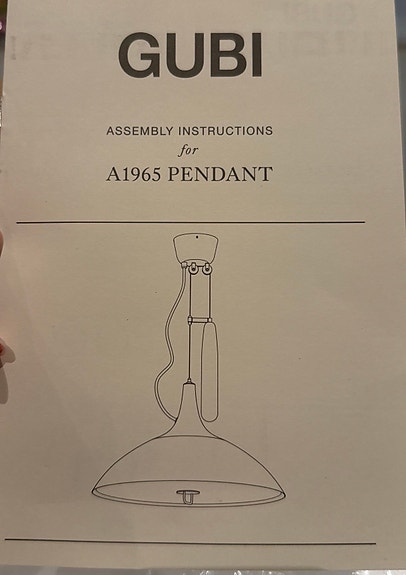 GUBI
ASSEMBLY INSTRUCTIONS
for
A1965 PENDANT